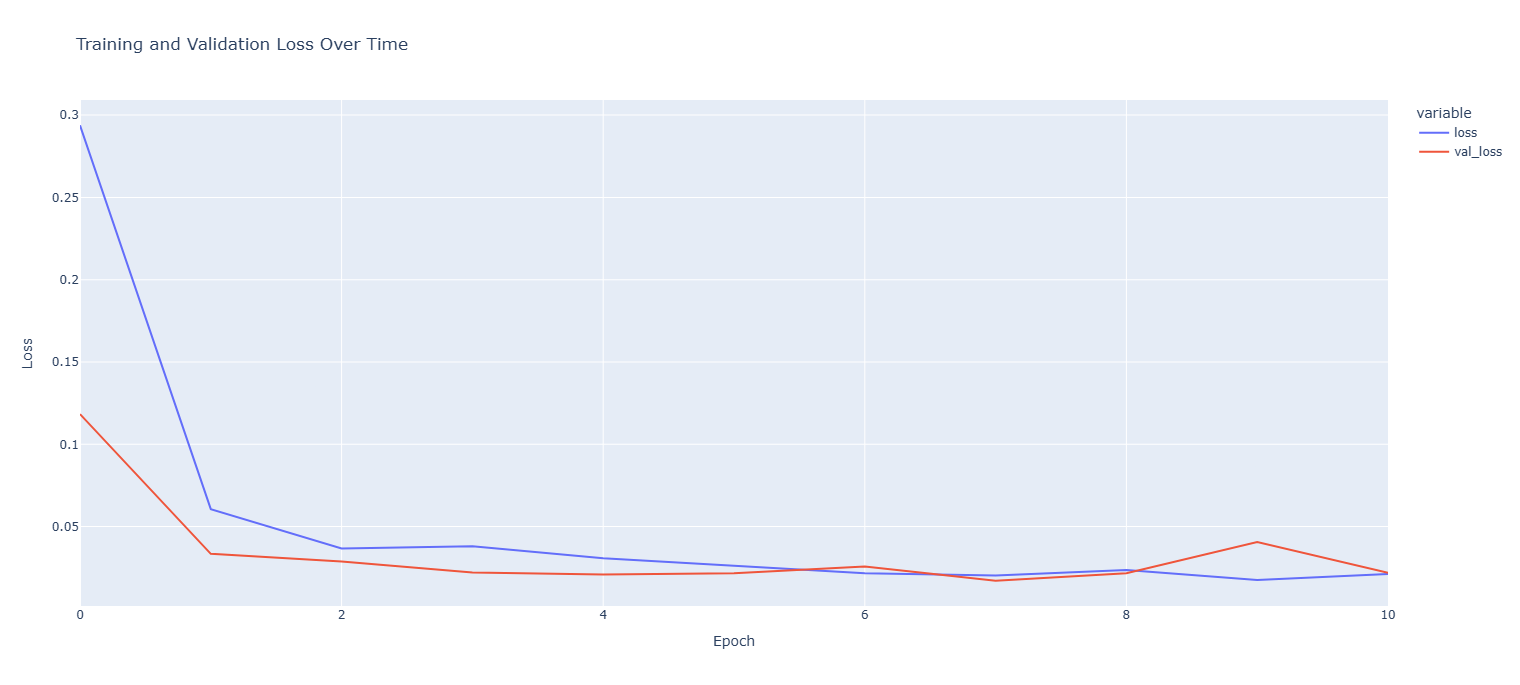 Training and Validation Loss Over Time
variable
loss
val_loss
0.3
0.25
0.2
0.15
0.1
0.05
Loss
0 2 4 6 8 10
Epoch